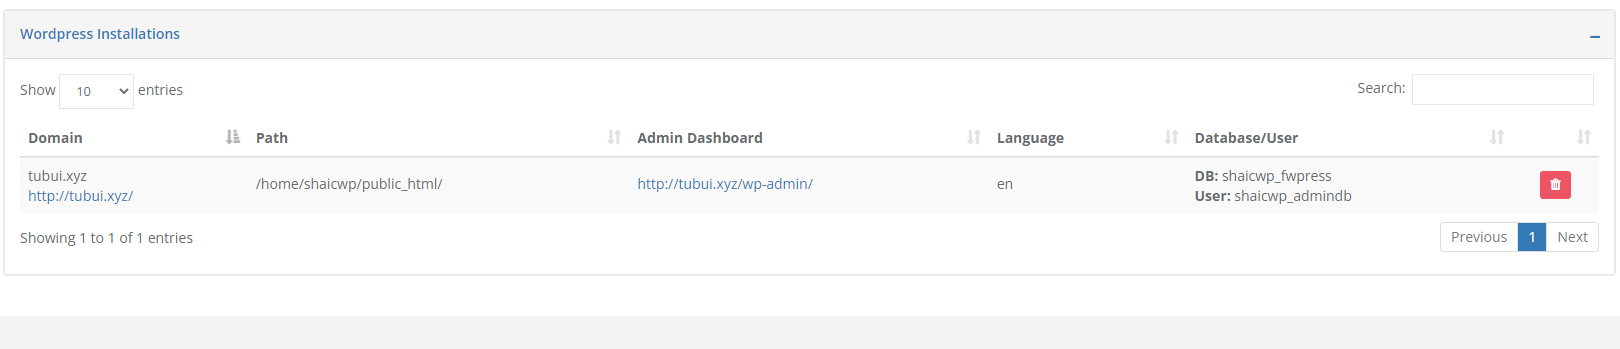 Wordpress Installations
Show 10 entries
Search:
Domain Path Admin Dashboard Language Database/User
tubui.xyz
http://tubui.xyz/
/home/shaicwp/public_html/
http://tubui.xyz/wp-admin/
en
DB: shaicwp_fwpress
User: shaicwp_admindb
Showing 1 to 1 of 1 entries
Previous 1 Next